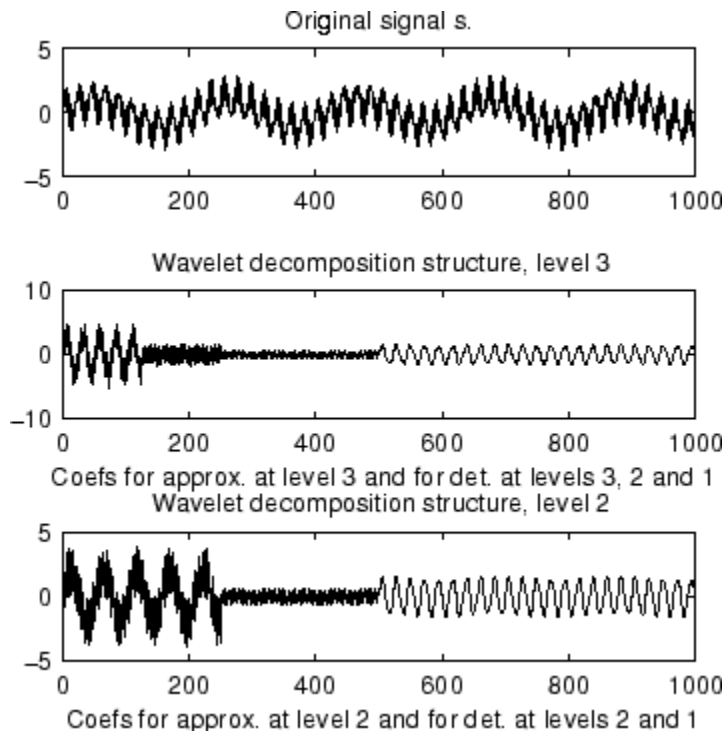 Original signal s.
5
0
−5
0 200 400 600 800 1000
Wavelet decomposition structure, level 3
10
0
−10
0 200 400 600 800 1000
Coefs for approx. at level 3 and for det. at levels 3, 2 and 1
Wavelet decomposition structure, level 2
5
0
−5
0 200 400 600 800 1000
Coefs for approx. at level 2 and for det. at levels 2 and 1